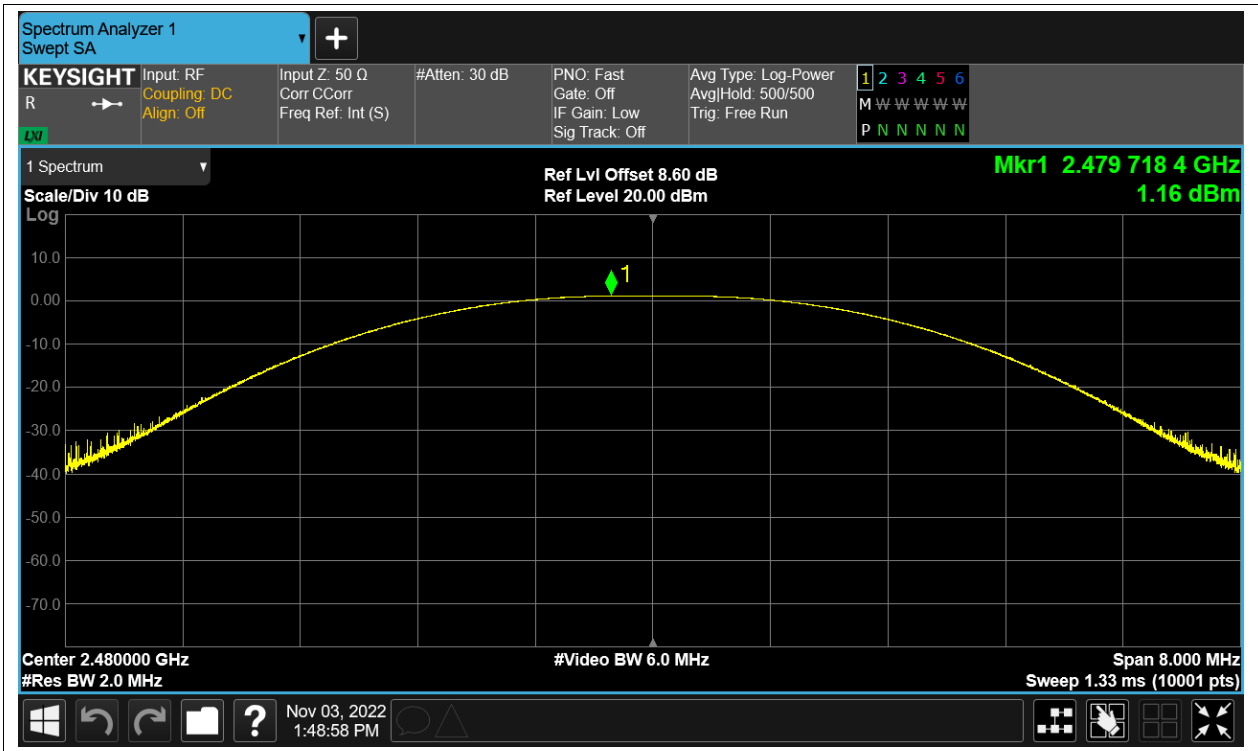 Spectrum Analyzer 1
Swept SA
KEYSIGHT
R
LXI
Input: RF
Coupling: DC
Align: Off
Input Z: 50 Ω
Corr CCorr
Freq Ref: Int (S)
#Atten: 30 dB
PNO: Fast
Gate: Off
IF Gain: Low
Sig Track: Off
Avg Type: Log-Power
Avg|Hold: 500/500
Trig: Free Run
1 2 3 4 5 6
M W W W W W
P N N N N N
1 Spectrum
Scale/Div 10 dB
Log
Ref Lvl Offset 8.60 dB
Ref Level 20.00 dBm
Mkr1 2.479 718 4 GHz
1.16 dBm
1
10.0
0.00
-10.0
-20.0
-30.0
-40.0
-50.0
-60.0
-70.0
Center 2.480000 GHz
#Res BW 2.0 MHz
#Video BW 6.0 MHz
Span 8.000 MHz
Sweep 1.33 ms (10001 pts)
?
Nov 03, 2022
1:48:58 PM